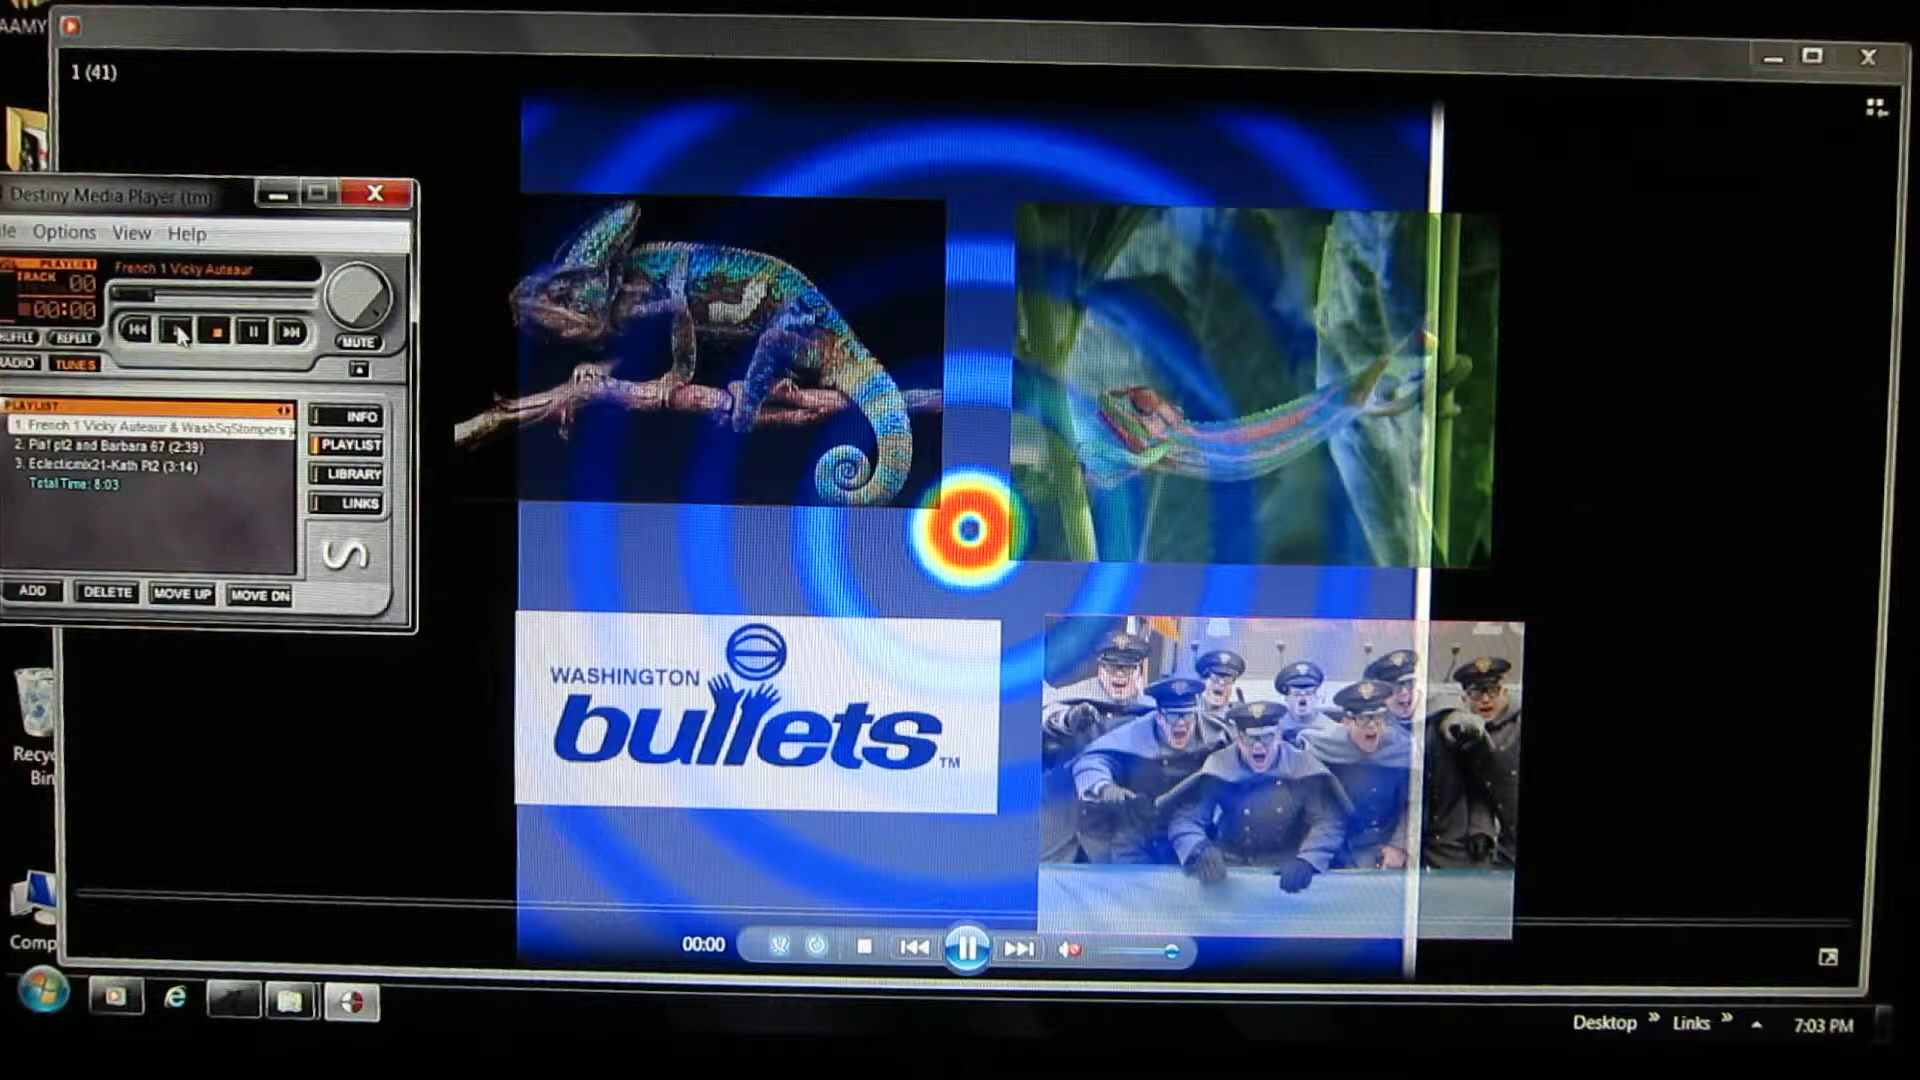 AAMY
1 (41)
Destiny Media Player (tm)
Options View Help
PLAYLIST
French 1 Vicky Auteaur
TRACK 00
00:00
REPEAT
MUTE
RADIO TUNES
PLAYLIST
INFO
1. French 1 Vicky Auteaur & WashSqStompers
PLAYLIST
2. Piaf pt2 and Barbara 67 (2:39)
3. Eclecticmix21-Kath Pt2 (3:14)
LIBRARY
Total Time: 8:03
LINKS
ADD DELETE MOVE UP MOVE DN
WASHINGTON
bullets
TM
Recyc
Bin
Comp
00:00
Desktop » Links » 7:03 PM